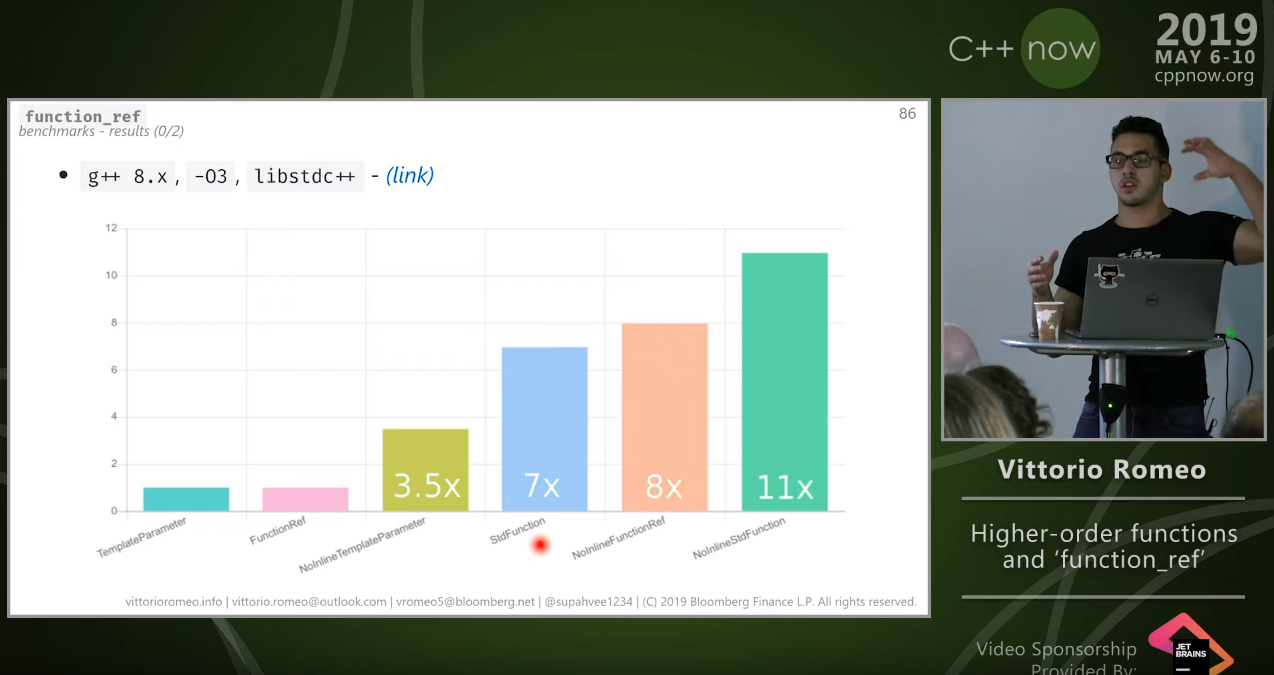 C++ now
2019
MAY 6-10
cppnow.org
function_ref
86
benchmarks - results (0/2)
• g++ 8.x, -O3, libstdc++ - (link)
12
10
8
6
4
2
0
3.5x
7x
8x
11x
TemplateParameter
FunctionRef
NoInlineTemplateParameter
StdFunction
NoInlineFunctionRef
NoInlineStdFunction
vittorioromeo.info | vittorio.romeo@outlook.com | vromeo5@bloomberg.net | @supahvee1234 | (C) 2019 Bloomberg Finance L.P. All rights reserved.
DELL
Vittorio Romeo
Higher-order functions
and ‘function_ref’
Video Sponsorship
Provided By:
JET
BRAINS